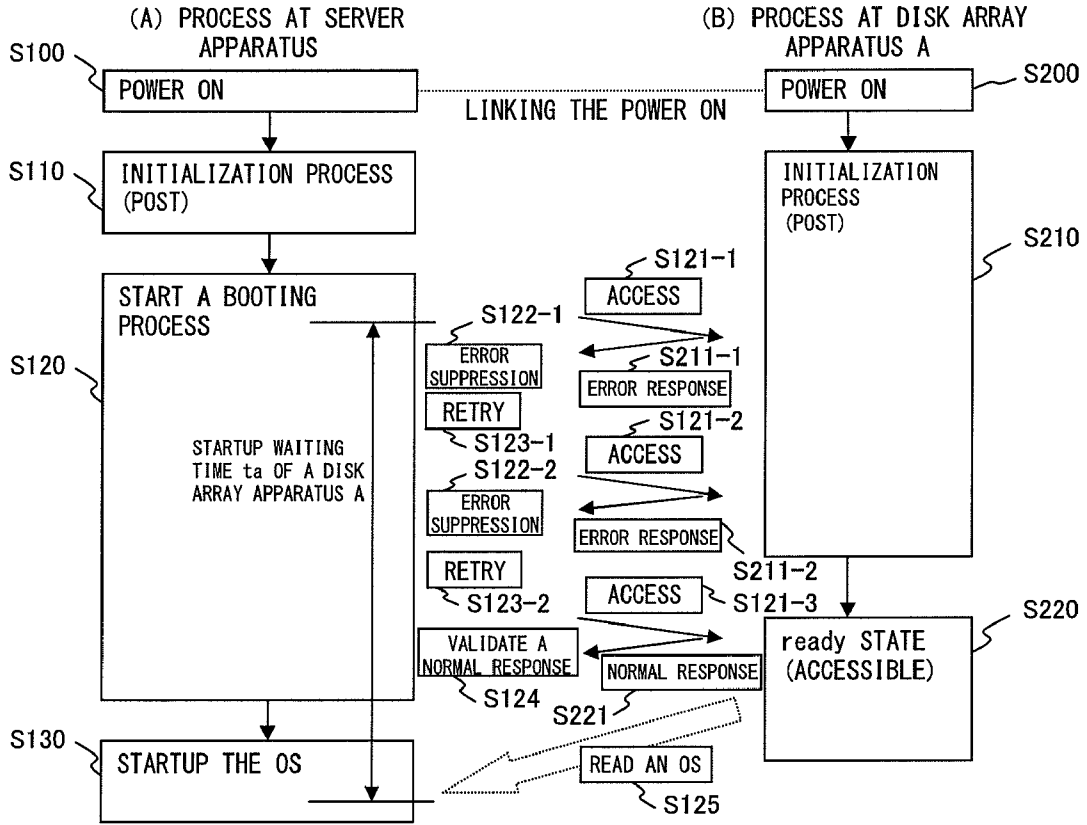 (A) PROCESS AT SERVER
APPARATUS
(B) PROCESS AT DISK ARRAY
APPARATUS A
S100
POWER ON
LINKING THE POWER ON
POWER ON
S200
S110
INITIALIZATION PROCESS
(POST)
INITIALIZATION
PROCESS
(POST)
S210
S120
START A BOOTING
PROCESS
STARTUP WAITING
TIME ta OF A DISK
ARRAY APPARATUS A
S121-1
ACCESS
S122-1
ERROR
SUPPRESSION
S211-1
ERROR RESPONSE
RETRY
S123-1
S121-2
ACCESS
S122-2
ERROR
SUPPRESSION
ERROR RESPONSE
S211-2
RETRY
S123-2
ACCESS
S121-3
VALIDATE A
NORMAL RESPONSE
S124
NORMAL RESPONSE
S221
ready STATE
(ACCESSIBLE)
S220
S130
STARTUP THE OS
READ AN OS
S125